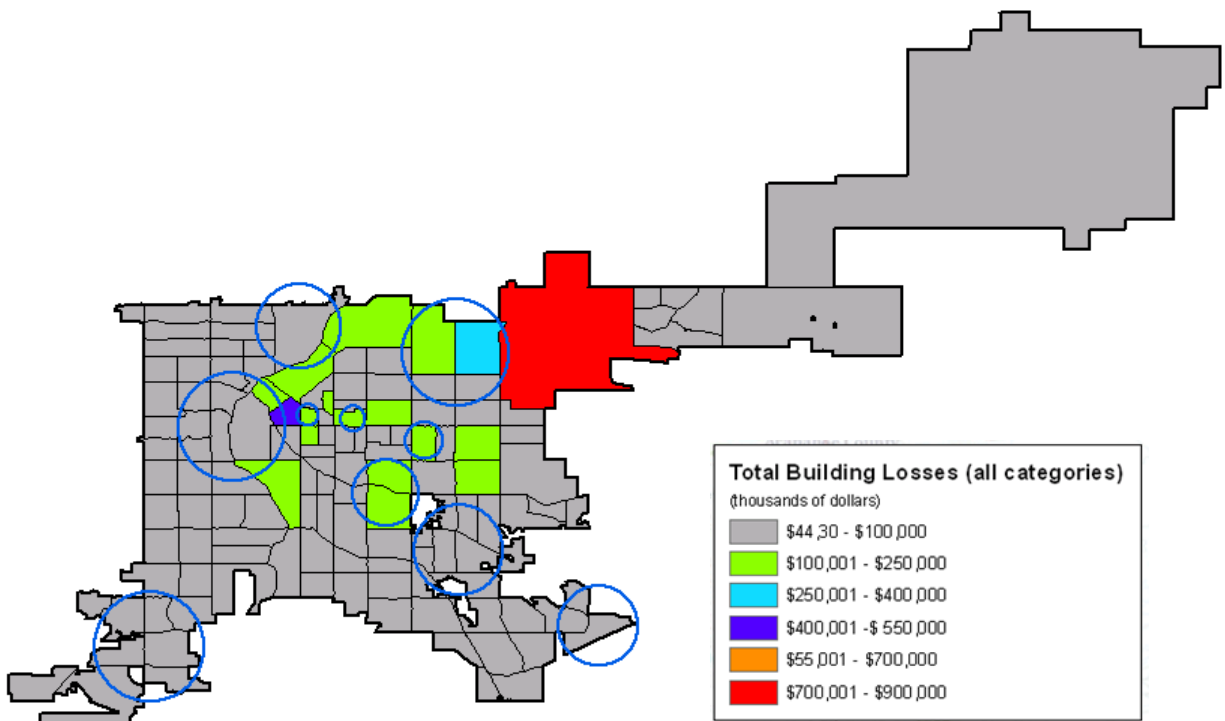 Total Building Losses (all categories)
(thousands of dollars)
$44,30 - $100,000
$100,001 - $250,000
$250,001 - $400,000
$400,001 -$ 550,000
$55,001 - $700,000
$700,001 - $900,000